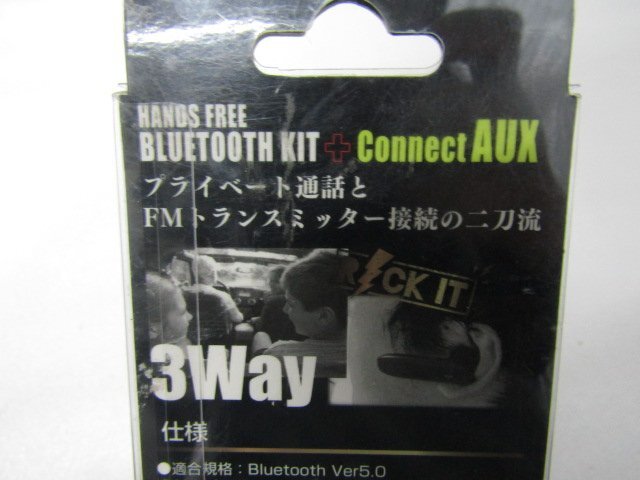 HANDS FREE
BLUETOOTH KIT + Connect AUX
プライベート通話と
FMトランスミッター接続の二刀流
CK IT
3Way
仕様
●適合規格：Bluetooth Ver5.0